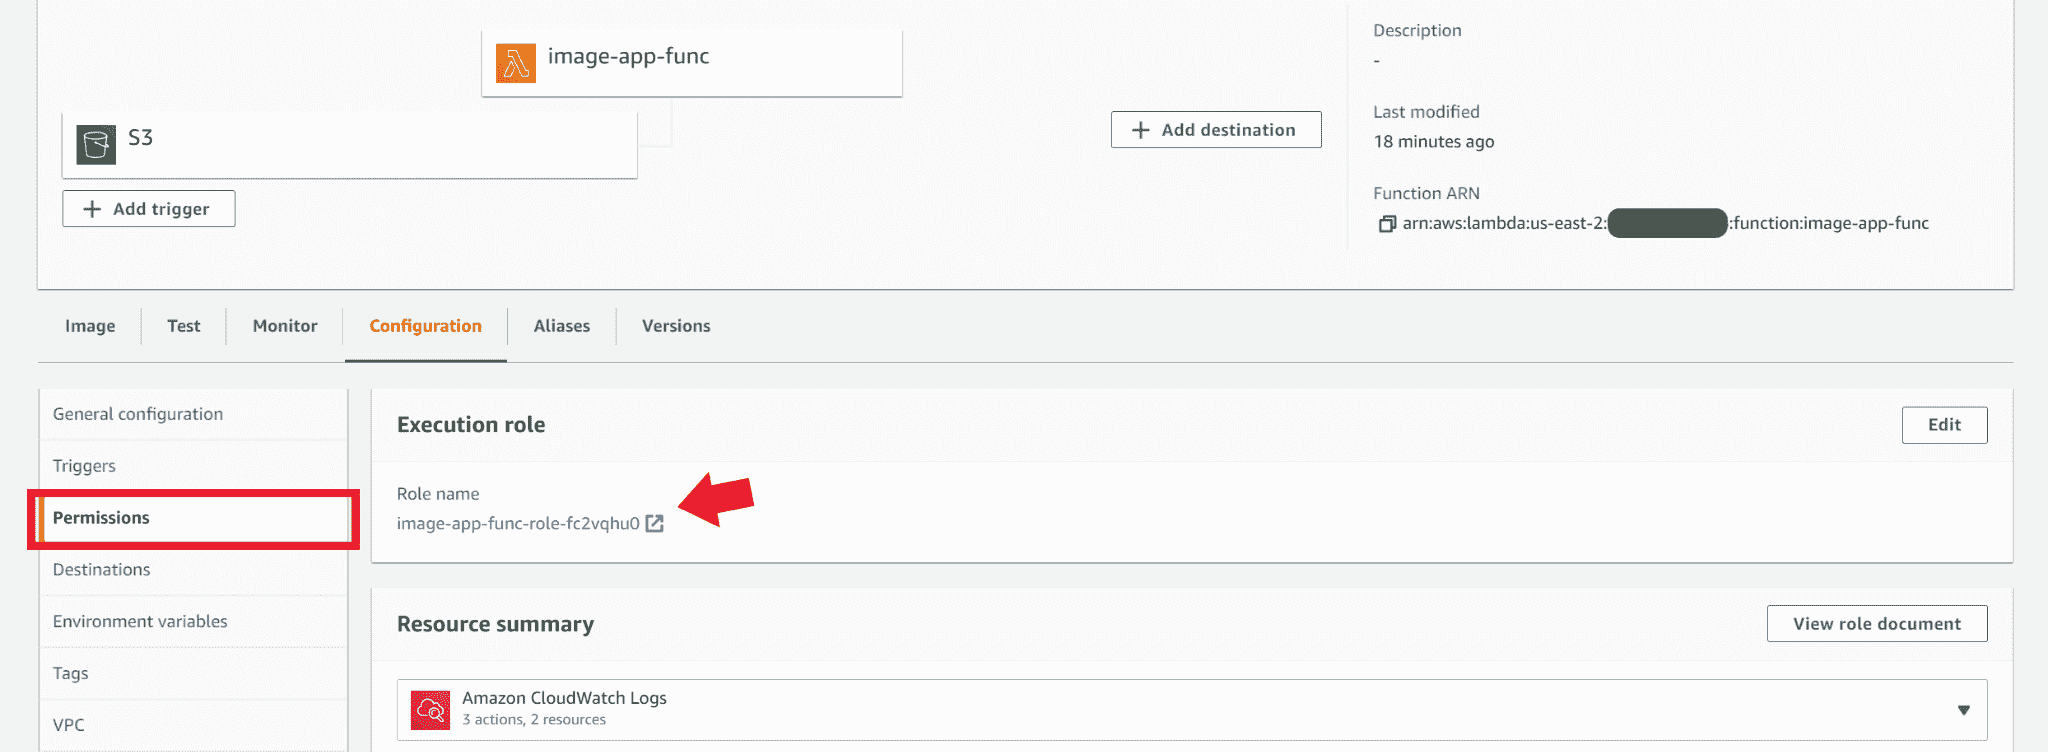 image-app-func
S3
Add destination
Add trigger
Description
-
Last modified
18 minutes ago
Function ARN
arn:aws:lambda:us-east-2: :function:image-app-func
Image
Test
Monitor
Configuration
Aliases
Versions
General configuration
Triggers
Permissions
Destinations
Environment variables
Tags
VPC
Execution role
Edit
Role name
image-app-func-role-fc2vqhu0
Resource summary
View role document
Amazon CloudWatch Logs
3 actions, 2 resources